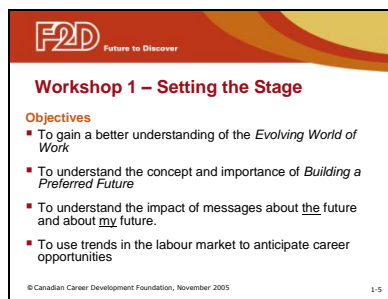 F2D Future to Discover
Workshop 1 – Setting the Stage
Objectives
▪ To gain a better understanding of the Evolving World of
Work
▪ To understand the concept and importance of Building a
Preferred Future
▪ To understand the impact of messages about the future
and about my future.
▪ To use trends in the labour market to anticipate career
opportunities
©Canadian Career Development Foundation, November 2005 1-5